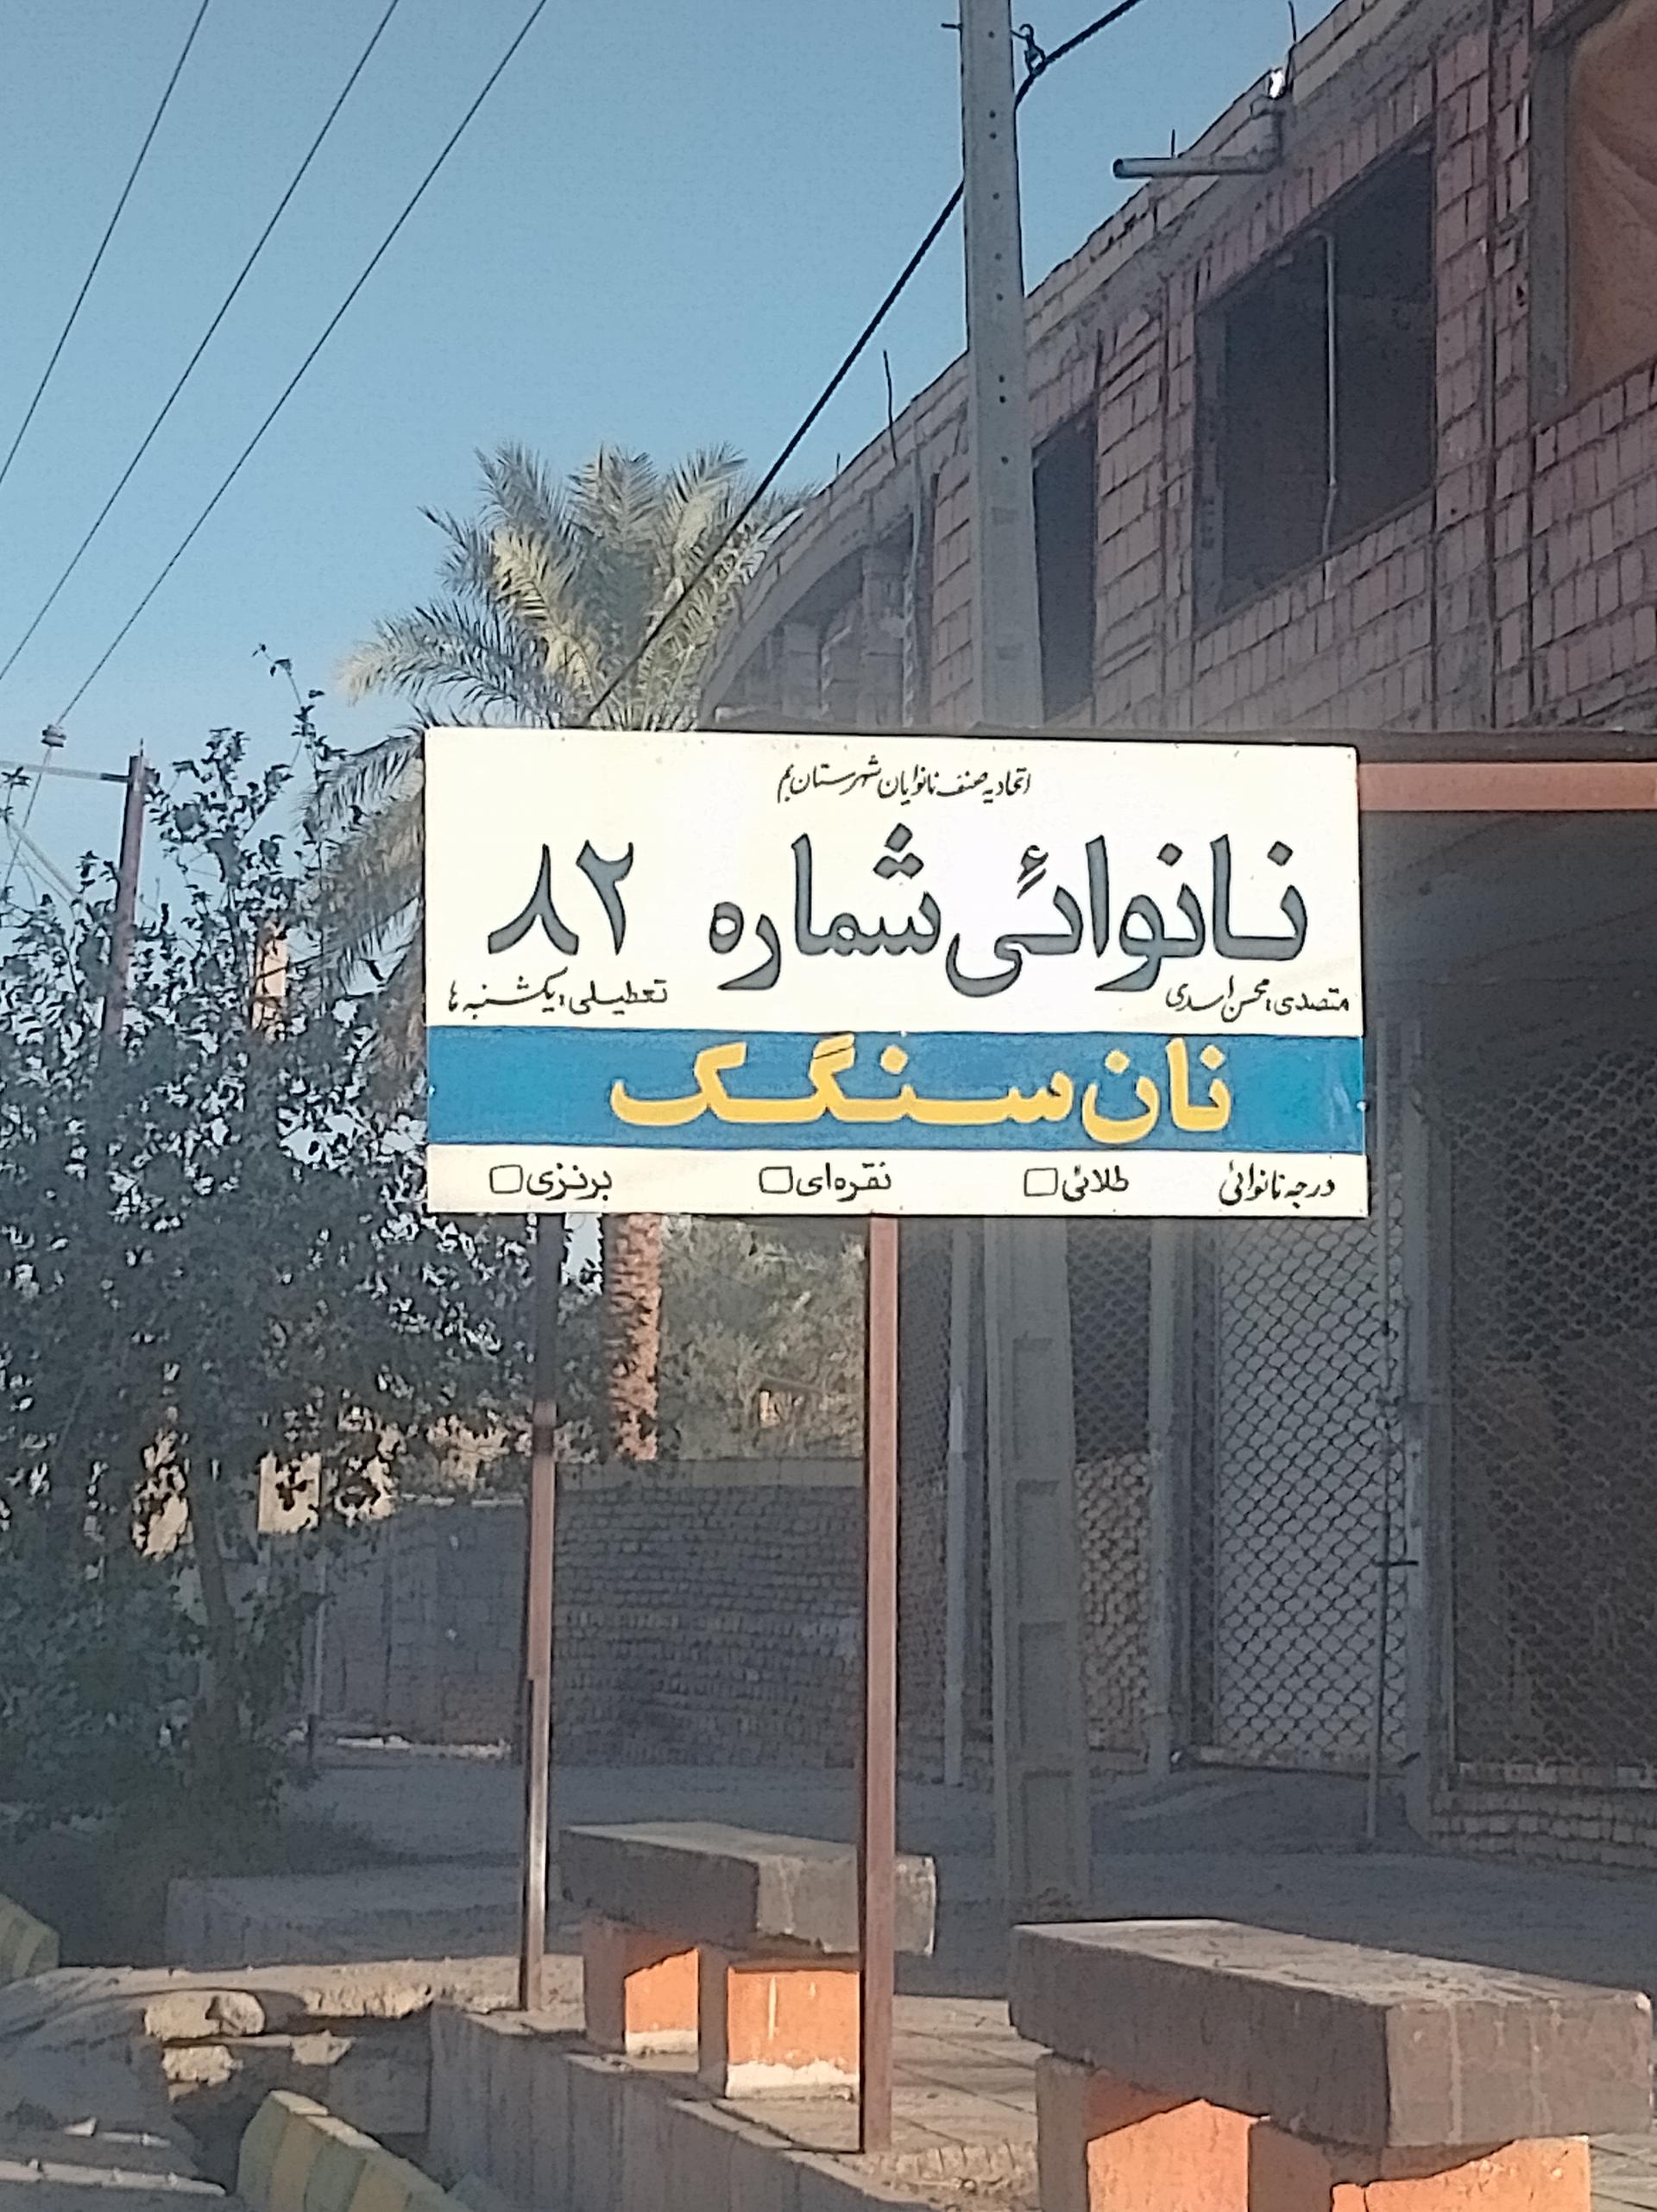 اتحادیه صنف نانوایان شهرستان بم
نانوائی شماره ۸۲
متصدی: محسن اسدی تعطیلی: یکشنبه ها
نان سنگک
درجه نانوائی طلائی نقره ای برنزی